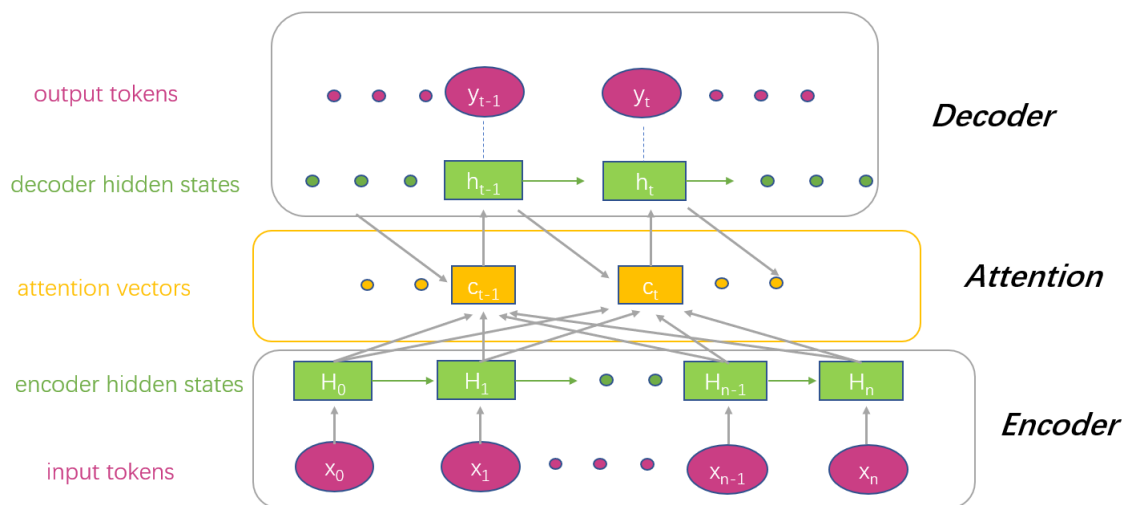 output tokens
y_{t-1}
y_t
Decoder
decoder hidden states
h_{t-1}
h_t
attention vectors
c_{t-1}
c_t
Attention
encoder hidden states
H_0
H_1
H_{n-1}
H_n
Encoder
input tokens
x_0
x_1
x_{n-1}
x_n